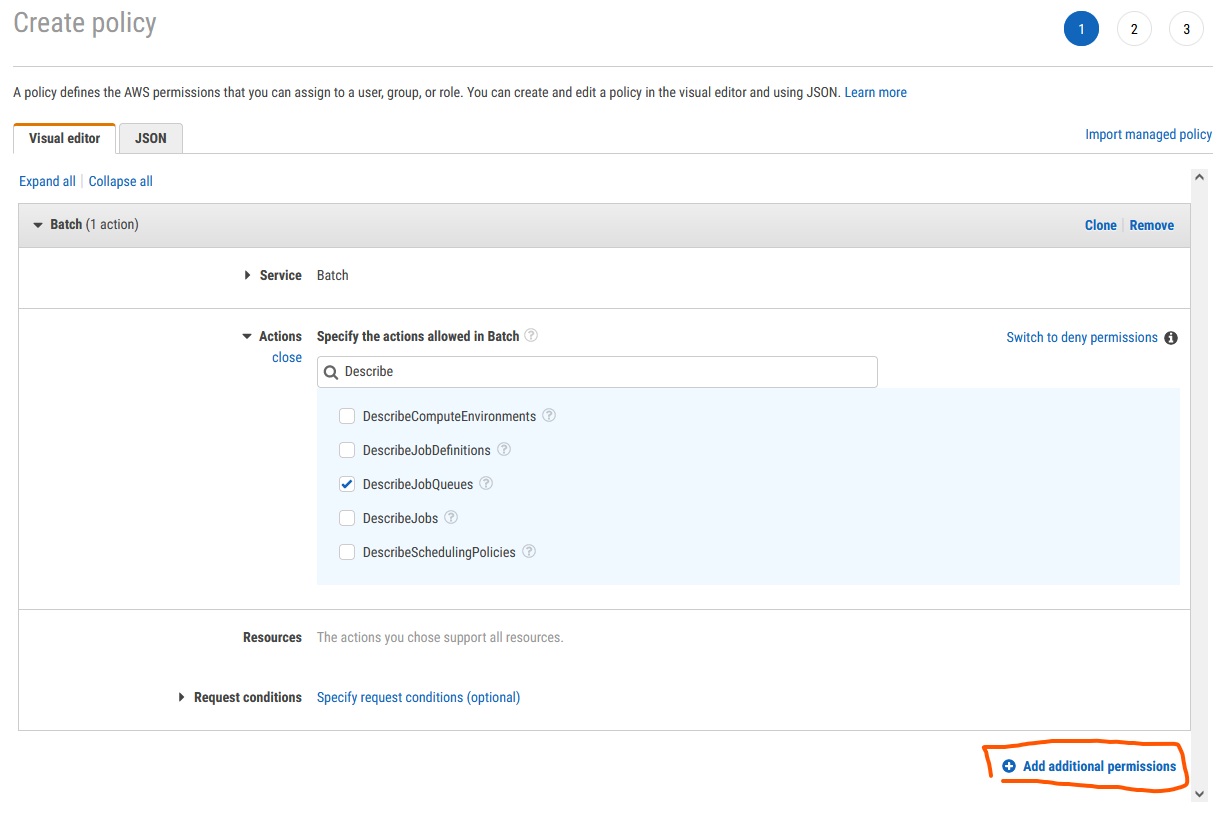 Create policy
1 2 3
A policy defines the AWS permissions that you can assign to a user, group, or role. You can create and edit a policy in the visual editor and using JSON. Learn more
Visual editor JSON Import managed policy
Expand all Collapse all
Batch (1 action) Clone Remove
Service Batch
Actions Specify the actions allowed in Batch ? Switch to deny permissions i
close
Describe
DescribeComputeEnvironments ?
DescribeJobDefinitions ?
DescribeJobQueues ?
DescribeJobs ?
DescribeSchedulingPolicies ?
Resources The actions you chose support all resources.
Request conditions Specify request conditions (optional)
Add additional permissions